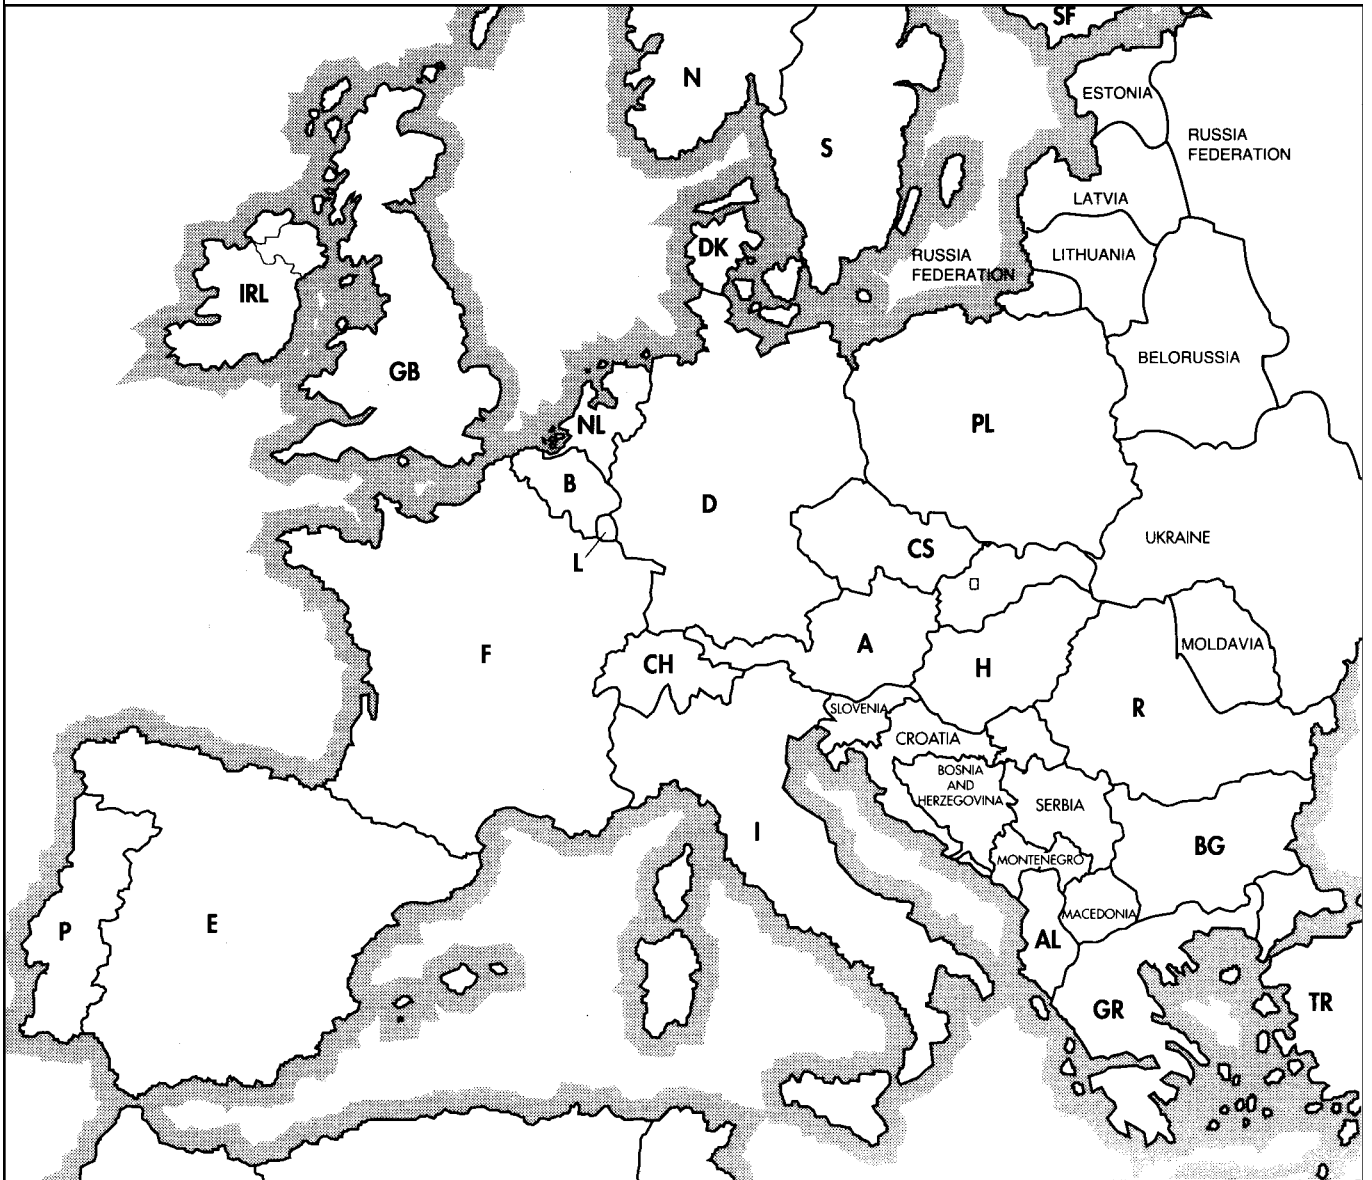 SF
N
ESTONIA
RUSSIA
FEDERATION
S
LATVIA
DK
RUSSIA
FEDERATION
LITHUANIA
IRL
GB
BELORUSSIA
NL
PL
B
D
CS
UKRAINE
L
F
CH
A
H
MOLDAVIA
R
SLOVENIA
CROATIA
BOSNIA
AND
HERZEGOVINA
SERBIA
I
BG
MONTENEGRO
P
E
MACEDONIA
AL
GR
TR